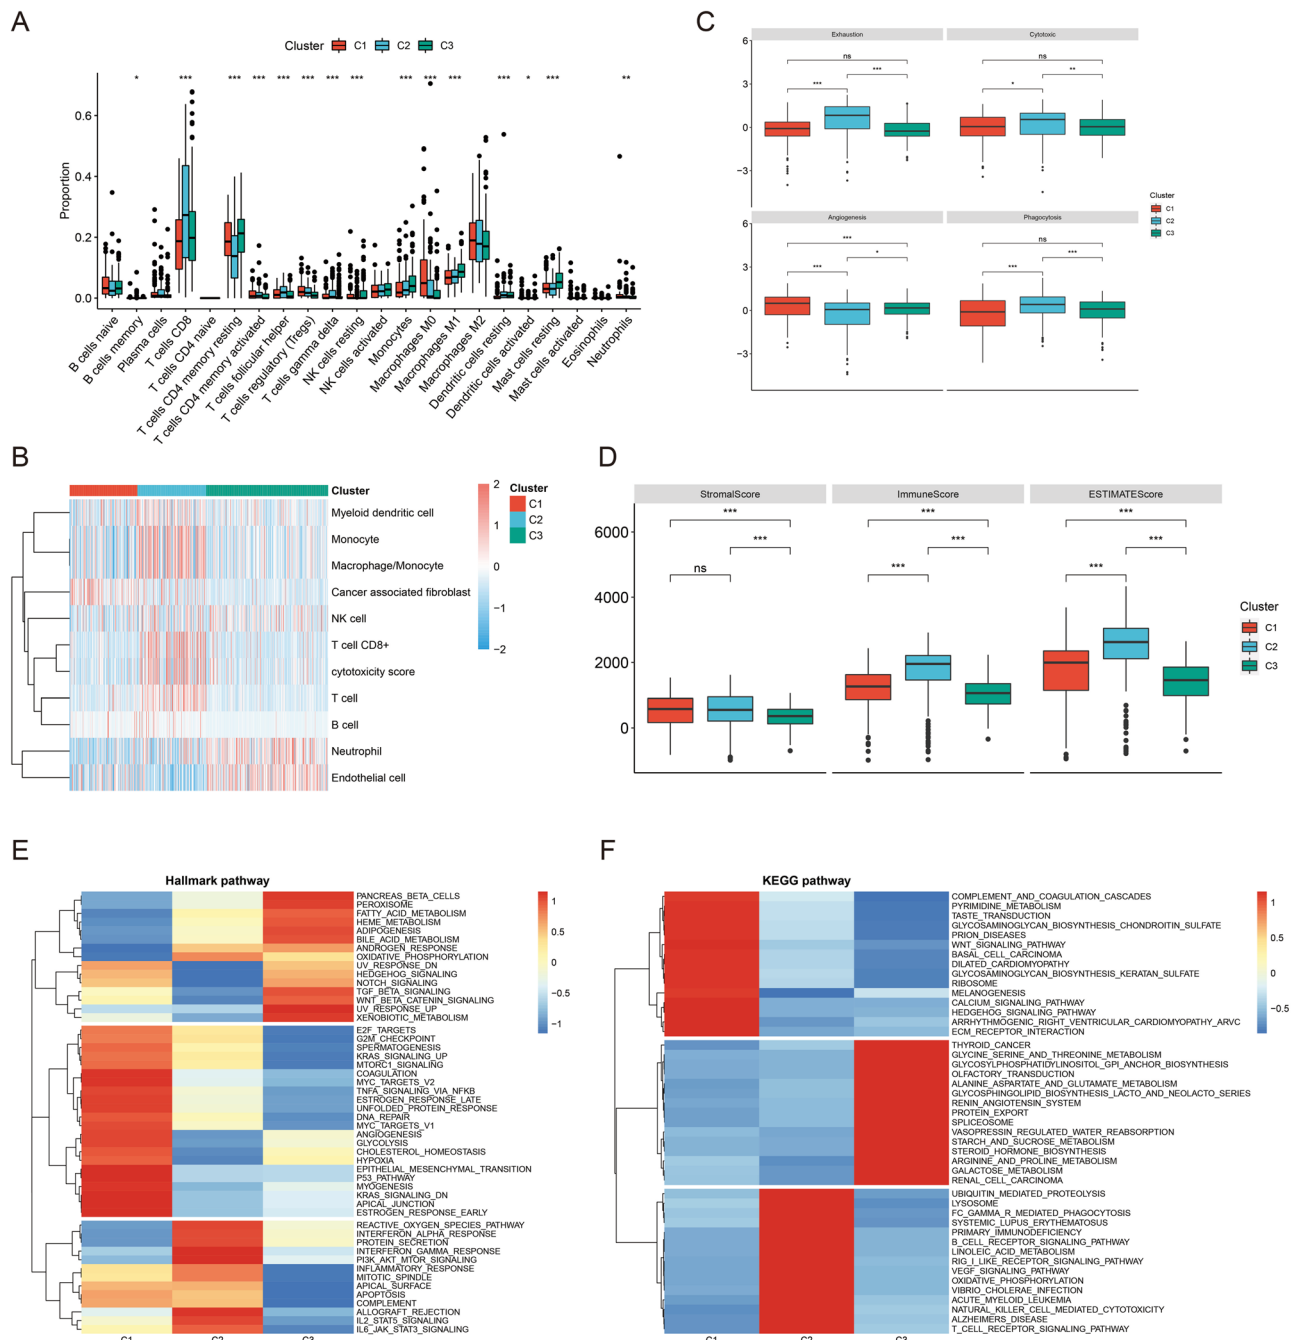 A
Cluster C1 C2 C3
* *** *** *** *** *** *** *** *** *** *** *** * *** **
Proportion
0.6
0.4
0.2
0.0
B cells naive
B cells memory
Plasma cells
T cells CD8
T cells CD4 naive
T cells CD4 memory resting
T cells CD4 memory activated
T cells follicular helper
T cells regulatory (Tregs)
T cells gamma delta
NK cells resting
NK cells activated
Monocytes
Macrophages M0
Macrophages M1
Macrophages M2
Dendritic cells resting
Dendritic cells activated
Mast cells resting
Mast cells activated
Eosinophils
Neutrophils
C
Exhaustion Cytotoxic
6
3
0
−3
ns
***
***
ns
**
*
Angiogenesis Phagocytosis
6
3
0
−3
***
*
***
ns
***
***
Cluster
C1
C2
C3
B
Cluster
Myeloid dendritic cell
Monocyte
Macrophage/Monocyte
Cancer associated fibroblast
NK cell
T cell CD8+
cytotoxicity score
T cell
B cell
Neutrophil
Endothelial cell
2
1
0
−1
−2
Cluster
C1
C2
C3
D
StromalScore ImmuneScore ESTIMATEScore
6000
4000
2000
0
***
***
ns
***
***
***
***
***
***
Cluster
C1
C2
C3
E
Hallmark pathway
PANCREAS_BETA_CELLS
PEROXISOME
FATTY_ACID_METABOLISM
HEME_METABOLISM
ADIPOGENESIS
BILE_ACID_METABOLISM
ANDROGEN_RESPONSE
OXIDATIVE_PHOSPHORYLATION
UV_RESPONSE_DN
HEDGEHOG_SIGNALING
NOTCH_SIGNALING
TGF_BETA_SIGNALING
WNT_BETA_CATENIN_SIGNALING
UV_RESPONSE_UP
XENOBIOTIC_METABOLISM
E2F_TARGETS
G2M_CHECKPOINT
SPERMATOGENESIS
KRAS_SIGNALING_UP
MTORC1_SIGNALING
COAGULATION
MYC_TARGETS_V2
TNFA_SIGNALING_VIA_NFKB
ESTROGEN_RESPONSE_LATE
UNFOLDED_PROTEIN_RESPONSE
DNA_REPAIR
MYC_TARGETS_V1
ANGIOGENESIS
GLYCOLYSIS
CHOLESTEROL_HOMEOSTASIS
HYPOXIA
EPITHELIAL_MESENCHYMAL_TRANSITION
P53_PATHWAY
MYOGENESIS
KRAS_SIGNALING_DN
APICAL_JUNCTION
ESTROGEN_RESPONSE_EARLY
REACTIVE_OXYGEN_SPECIES_PATHWAY
INTERFERON_ALPHA_RESPONSE
PROTEIN_SECRETION
INTERFERON_GAMMA_RESPONSE
PI3K_AKT_MTOR_SIGNALING
INFLAMMATORY_RESPONSE
MITOTIC_SPINDLE
APICAL_SURFACE
APOPTOSIS
COMPLEMENT
ALLOGRAFT_REJECTION
IL2_STAT5_SIGNALING
IL6_JAK_STAT3_SIGNALING
C1 C2 C3
1
0.5
0
−0.5
−1
F
KEGG pathway
COMPLEMENT_AND_COAGULATION_CASCADES
PYRIMIDINE_METABOLISM
TASTE_TRANSDUCTION
GLYCOSAMINOGLYCAN_BIOSYNTHESIS_CHONDROITIN_SULFATE
PRION_DISEASES
WNT_SIGNALING_PATHWAY
BASAL_CELL_CARCINOMA
DILATED_CARDIOMYOPATHY
GLYCOSAMINOGLYCAN_BIOSYNTHESIS_KERATAN_SULFATE
RIBOSOME
MELANOGENESIS
CALCIUM_SIGNALING_PATHWAY
HEDGEHOG_SIGNALING_PATHWAY
ARRHYTHMOGENIC_RIGHT_VENTRICULAR_CARDIOMYOPATHY_ARVC
ECM_RECEPTOR_INTERACTION
THYROID_CANCER
GLYCINE_SERINE_AND_THREONINE_METABOLISM
GLYCOSYLPHOSPHATIDYLINOSITOL_GPI_ANCHOR_BIOSYNTHESIS
OLFACTORY_TRANSDUCTION
ALANINE_ASPARTATE_AND_GLUTAMATE_METABOLISM
GLYCOSPHINGOLIPID_BIOSYNTHESIS_LACTO_AND_NEOLACTO_SERIES
RENIN_ANGIOTENSIN_SYSTEM
PROTEIN_EXPORT
SPLICEOSOME
VASOPRESSIN_REGULATED_WATER_REABSORPTION
STARCH_AND_SUCROSE_METABOLISM
STEROID_HORMONE_BIOSYNTHESIS
ARGININE_AND_PROLINE_METABOLISM
GALACTOSE_METABOLISM
RENAL_CELL_CARCINOMA
UBIQUITIN_MEDIATED_PROTEOLYSIS
LYSOSOME
FC_GAMMA_R_MEDIATED_PHAGOCYTOSIS
SYSTEMIC_LUPUS_ERYTHEMATOSUS
PRIMARY_IMMUNODEFICIENCY
B_CELL_RECEPTOR_SIGNALING_PATHWAY
LINOLEIC_ACID_METABOLISM
RIG_I_LIKE_RECEPTOR_SIGNALING_PATHWAY
VEGF_SIGNALING_PATHWAY
OXIDATIVE_PHOSPHORYLATION
VIBRIO_CHOLERAE_INFECTION
ACUTE_MYELOID_LEUKEMIA
NATURAL_KILLER_CELL_MEDIATED_CYTOTOXICITY
ALZHEIMERS_DISEASE
T_CELL_RECEPTOR_SIGNALING_PATHWAY
C1 C2 C3
1
0.5
0
−0.5